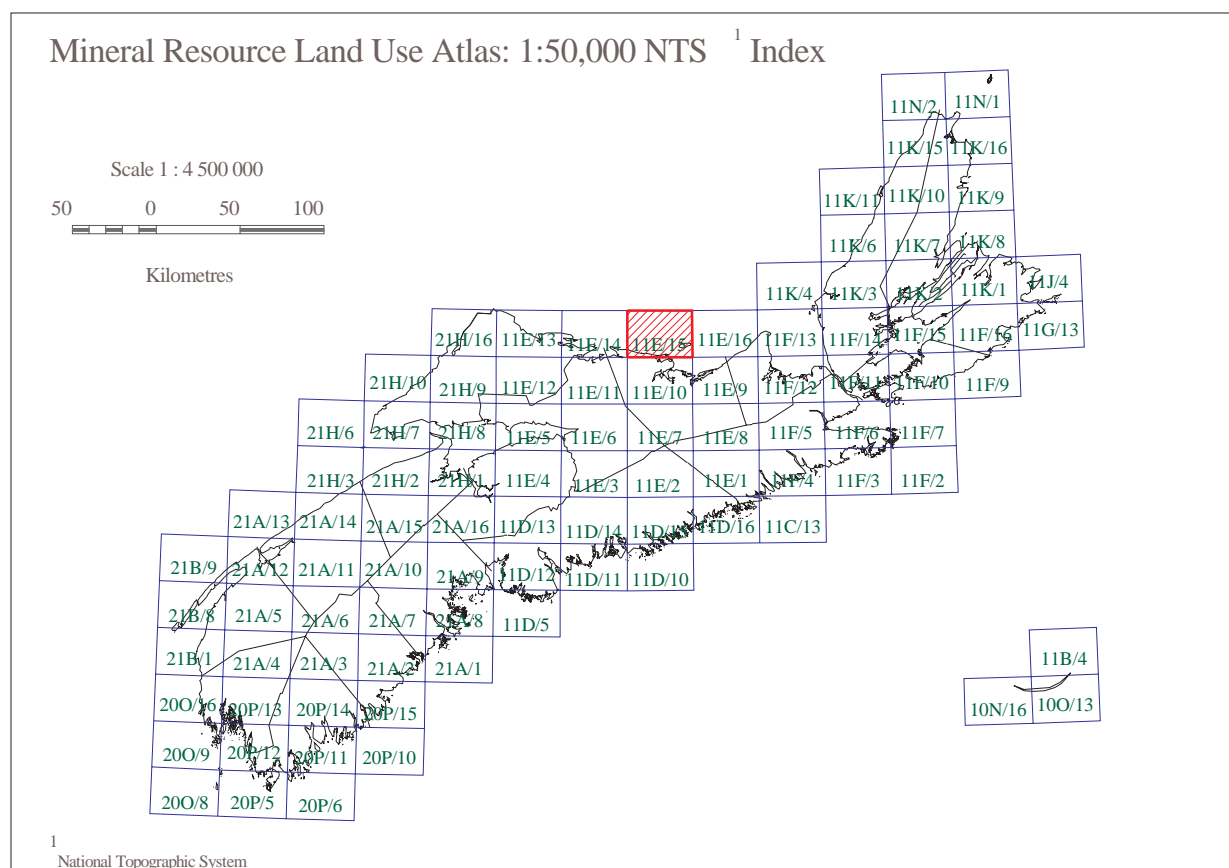 Mineral Resource Land Use Atlas: 1:50,000 NTS 1 Index
11N/2 11N/1
11K/15 11K/16
Scale 1 : 4 500 000
11K/11 11K/10 11K/9
50 0 50 100
11K/6 11K/7 11K/8
Kilometres
11K/4 11K/3 11K/2 11K/1 11J/4
21H/16 11E/13 11E/14 11E/15 11E/16 11F/13 11F/14 11F/15 11F/16 11G/13
21H/10 21H/9 11E/12 11E/11 11E/10 11E/9 11F/12 11F/11 11F/10 11F/9
21H/6 21H/7 21H/8 11E/5 11E/6 11E/7 11E/8 11F/5 11F/6 11F/7
21H/3 21H/2 21H/1 11E/4 11E/3 11E/2 11E/1 11F/4 11F/3 11F/2
21A/13 21A/14 21A/15 21A/16 11D/13 11D/14 11D/15 11D/16 11C/13
21B/9 21A/12 21A/11 21A/10 21A/9 11D/12 11D/11 11D/10
21B/8 21A/5 21A/6 21A/7 21A/8 11D/5
21B/1 21A/4 21A/3 21A/2 21A/1 11B/4
20O/16 20P/13 20P/14 20P/15 10N/16 10O/13
20O/9 20P/12 20P/11 20P/10
20O/8 20P/5 20P/6
1
National Topographic System